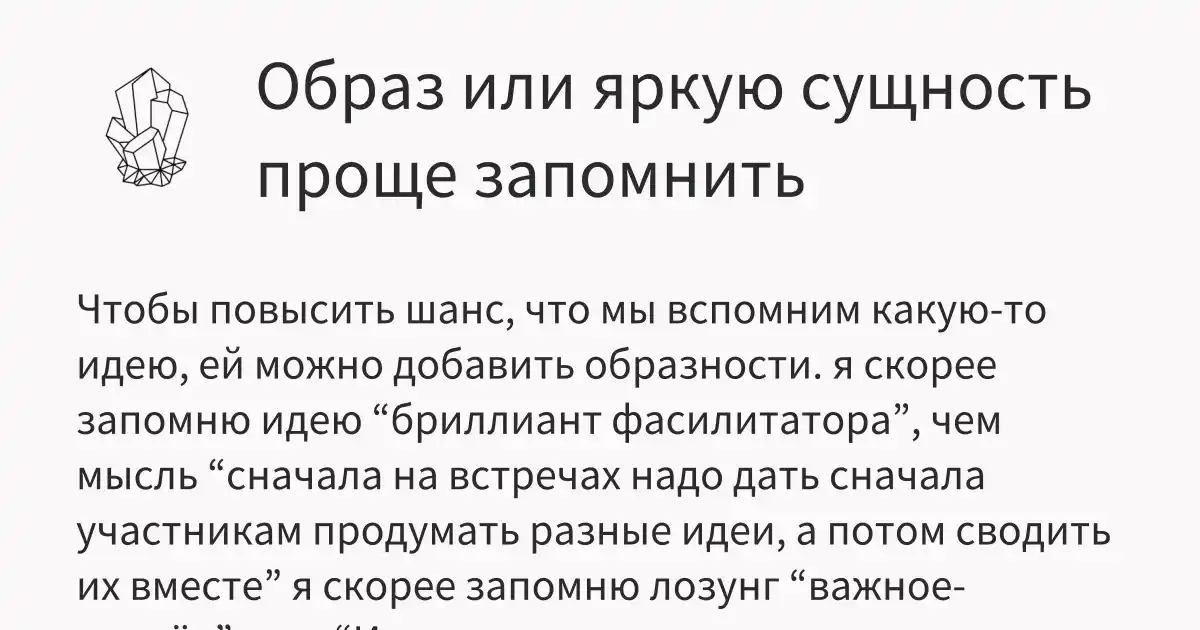 Образ или яркую сущность
проще запомнить
Чтобы повысить шанс, что мы вспомним какую-то
идею, ей можно добавить образности. я скорее
запомню идею “бриллиант фасилитатора”, чем
мысль “сначала на встречах надо дать сначала
участникам продумать разные идеи, а потом сводить
их вместе” я скорее запомню лозунг “важное-